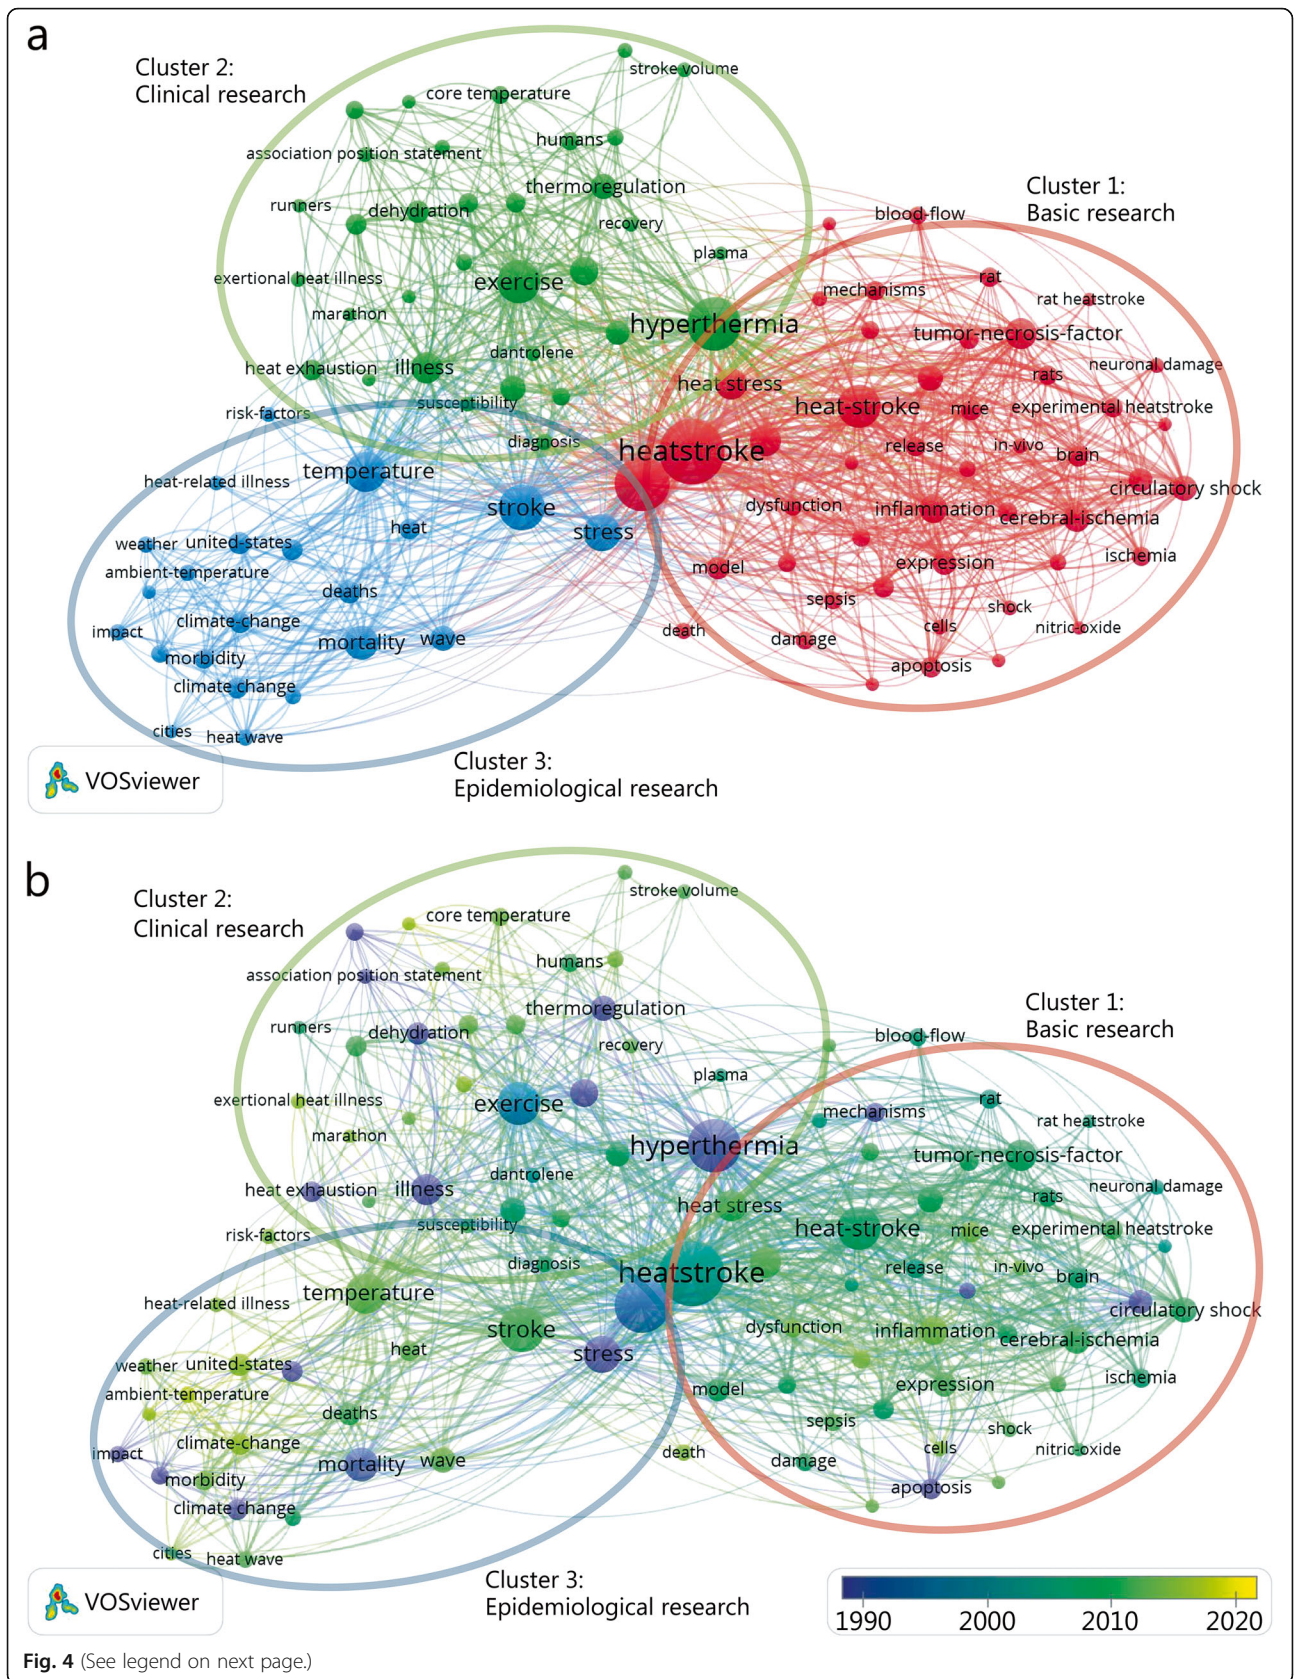 a
Cluster 2:
Clinical research
stroke volume
core temperature
humans
association position statement
thermoregulation
Cluster 1:
Basic research
runners
dehydration
recovery
blood-flow
plasma
exertional heat illness
exercise
mechanisms
rat
rat heatstroke
marathon
hyperthermia
tumor-necrosis-factor
dantrolene
heat exhaustion
illness
neuronal damage
heat stress
rats
susceptibility
risk-factors
heat-stroke
mice
experimental heatstroke
diagnosis
heatstroke
release
in-vivo
brain
temperature
heat-related illness
circulatory shock
stroke
dysfunction
inflammation
cerebral-ischemia
heat
stress
weather
united-states
ischemia
ambient-temperature
model
expression
deaths
sepsis
shock
climate-change
impact
death
cells
nitric-oxide
mortality
wave
damage
morbidity
apoptosis
climate change
cities
heat wave
Cluster 3:
Epidemiological research
VOSviewer
b
Cluster 2:
Clinical research
stroke volume
core temperature
humans
association position statement
thermoregulation
Cluster 1:
Basic research
runners
dehydration
recovery
blood-flow
plasma
exertional heat illness
exercise
mechanisms
rat
rat heatstroke
marathon
hyperthermia
tumor-necrosis-factor
dantrolene
heat exhaustion
illness
neuronal damage
heat stress
rats
susceptibility
risk-factors
heat-stroke
mice
experimental heatstroke
diagnosis
heatstroke
release
in-vivo
brain
temperature
heat-related illness
circulatory shock
stroke
dysfunction
inflammation
cerebral-ischemia
heat
stress
weather
united-states
ischemia
ambient-temperature
model
expression
deaths
sepsis
shock
climate-change
impact
death
cells
nitric-oxide
mortality
wave
damage
morbidity
apoptosis
climate change
cities
heat wave
Cluster 3:
Epidemiological research
VOSviewer
1990
2000
2010
2020
Fig. 4 (See legend on next page.)